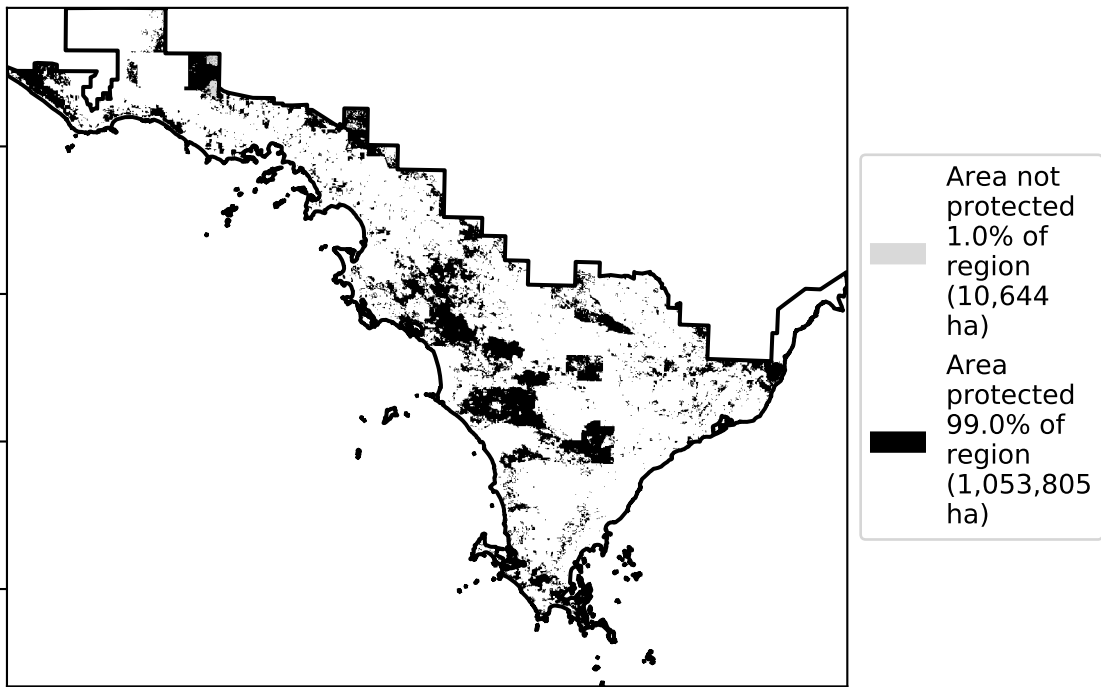 Area not
protected
1.0% of
region
(10,644
ha)
Area
protected
99.0% of
region
(1,053,805
ha)